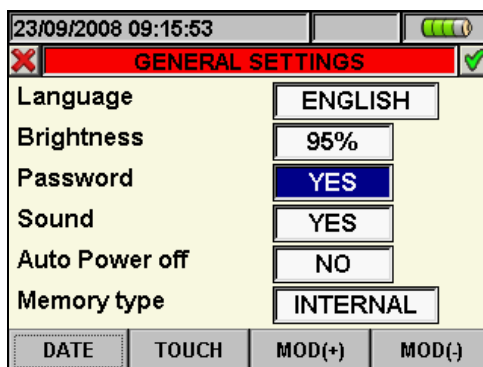 23/09/2008 09:15:53
GENERAL SETTINGS
Language ENGLISH
Brightness 95%
Password YES
Sound YES
Auto Power off NO
Memory type INTERNAL
DATE TOUCH MOD(+) MOD(-)